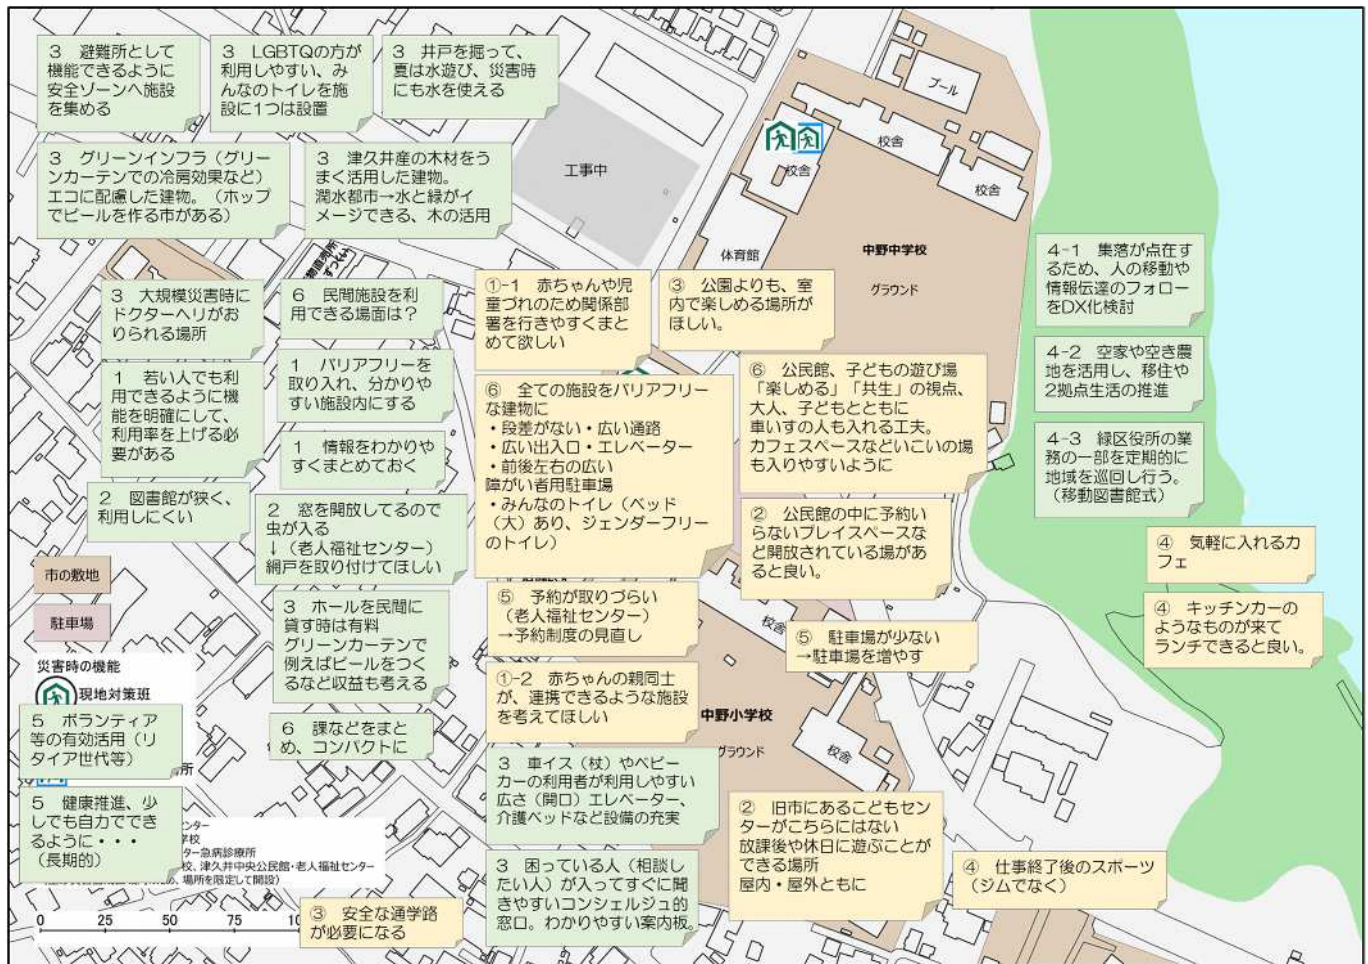 3　避難所として
機能できるように
安全ゾーンへ施設
を集める
3　LGBTQの方が
利用しやすい、み
んなのトイレを施
設に1つは設置
3　井戸を掘って、
夏は水遊び、災害時
にも水を使える
プール
校舎
校舎
校舎
3　グリーンインフラ（グリー
ンカーテンでの冷房効果など）
エコに配慮した建物。（ホップ
でビールを作る市がある）
3　津久井産の木材をう
まく活用した建物。
潤水都市→水と緑がイ
メージできる、木の活用
工事中
体育館
中野中学校
グラウンド
4-1　集落が点在す
るため、人の移動や
情報伝達のフォロー
をDX化検討
3　大規模災害時に
ドクターヘリがお
りられる場所
6　民間施設を利
用できる場面は？
①-1　赤ちゃんや児
童づれのため関係部
署を行きやすくまと
めて欲しい
③　公園よりも、室
内で楽しめる場所が
ほしい。
4-2　空家や空き農
地を活用し、移住や
2拠点生活の推進
1　若い人でも利
用できるように機
能を明確にして、
利用率を上げる必
要がある
1　バリアフリーを
取り入れ、分かりや
すい施設内にする
⑥　全ての施設をバリアフリー
な建物に
・段差がない・広い通路
・広い出入口・エレベーター
・前後左右の広い
障がい者用駐車場
・みんなのトイレ（ベッド
（大）あり、ジェンダーフリー
のトイレ）
⑥　公民館、子どもの遊び場
「楽しめる」「共生」の視点、
大人、子どもとともに
車いすの人も入れる工夫。
カフェスペースなどいこいの場
も入りやすいように
4-3　緑区役所の業
務の一部を定期的に
地域を巡回し行う。
（移動図書館式）
1　情報をわかりや
すくまとめておく
2　図書館が狭く、
利用しにくい
2　窓を開放してるので
虫が入る
↓（老人福祉センター）
網戸を取り付けてほしい
②　公民館の中に予約い
らないプレイスペースな
ど開放されている場があ
ると良い。
④　気軽に入れるカ
フェ
市の敷地
駐車場
3　ホールを民間に
貸す時は有料
グリーンカーテンで
例えばビールをつく
るなど収益も考える
⑤　予約が取りづらい
（老人福祉センター）
→予約制度の見直し
校舎
⑤　駐車場が少ない
→駐車場を増やす
④　キッチンカーの
ようなものが来て
ランチできると良い。
災害時の機能
現地対策班
①-2　赤ちゃんの親同士
が、連携できるような施設
を考えてほしい
中野小学校
グラウンド
校舎
5　ボランティア
等の有効活用（リ
タイア世代等）
所
6　課などをまと
め、コンパクトに
3　車イス（杖）やベビー
カーの利用者が利用しやすい
広さ（開口）エレベーター、
介護ベッドなど設備の充実
5　健康推進、少
しでも自力ででき
るように・・・
（長期的）
ンター
学校
ター急病診療所
校、津久井中央公民館・老人福祉センター
場所を限定して開設）
②　旧市にあるこどもセン
ターがこちらにはない
放課後や休日に遊ぶことが
できる場所
屋内・屋外ともに
3　困っている人（相談し
たい人）が入ってすぐに聞
きやすいコンシェルジュ的
窓口。わかりやすい案内板。
④　仕事終了後のスポーツ
（ジムでなく）
0　25　50　75　10
③　安全な通学路
が必要になる